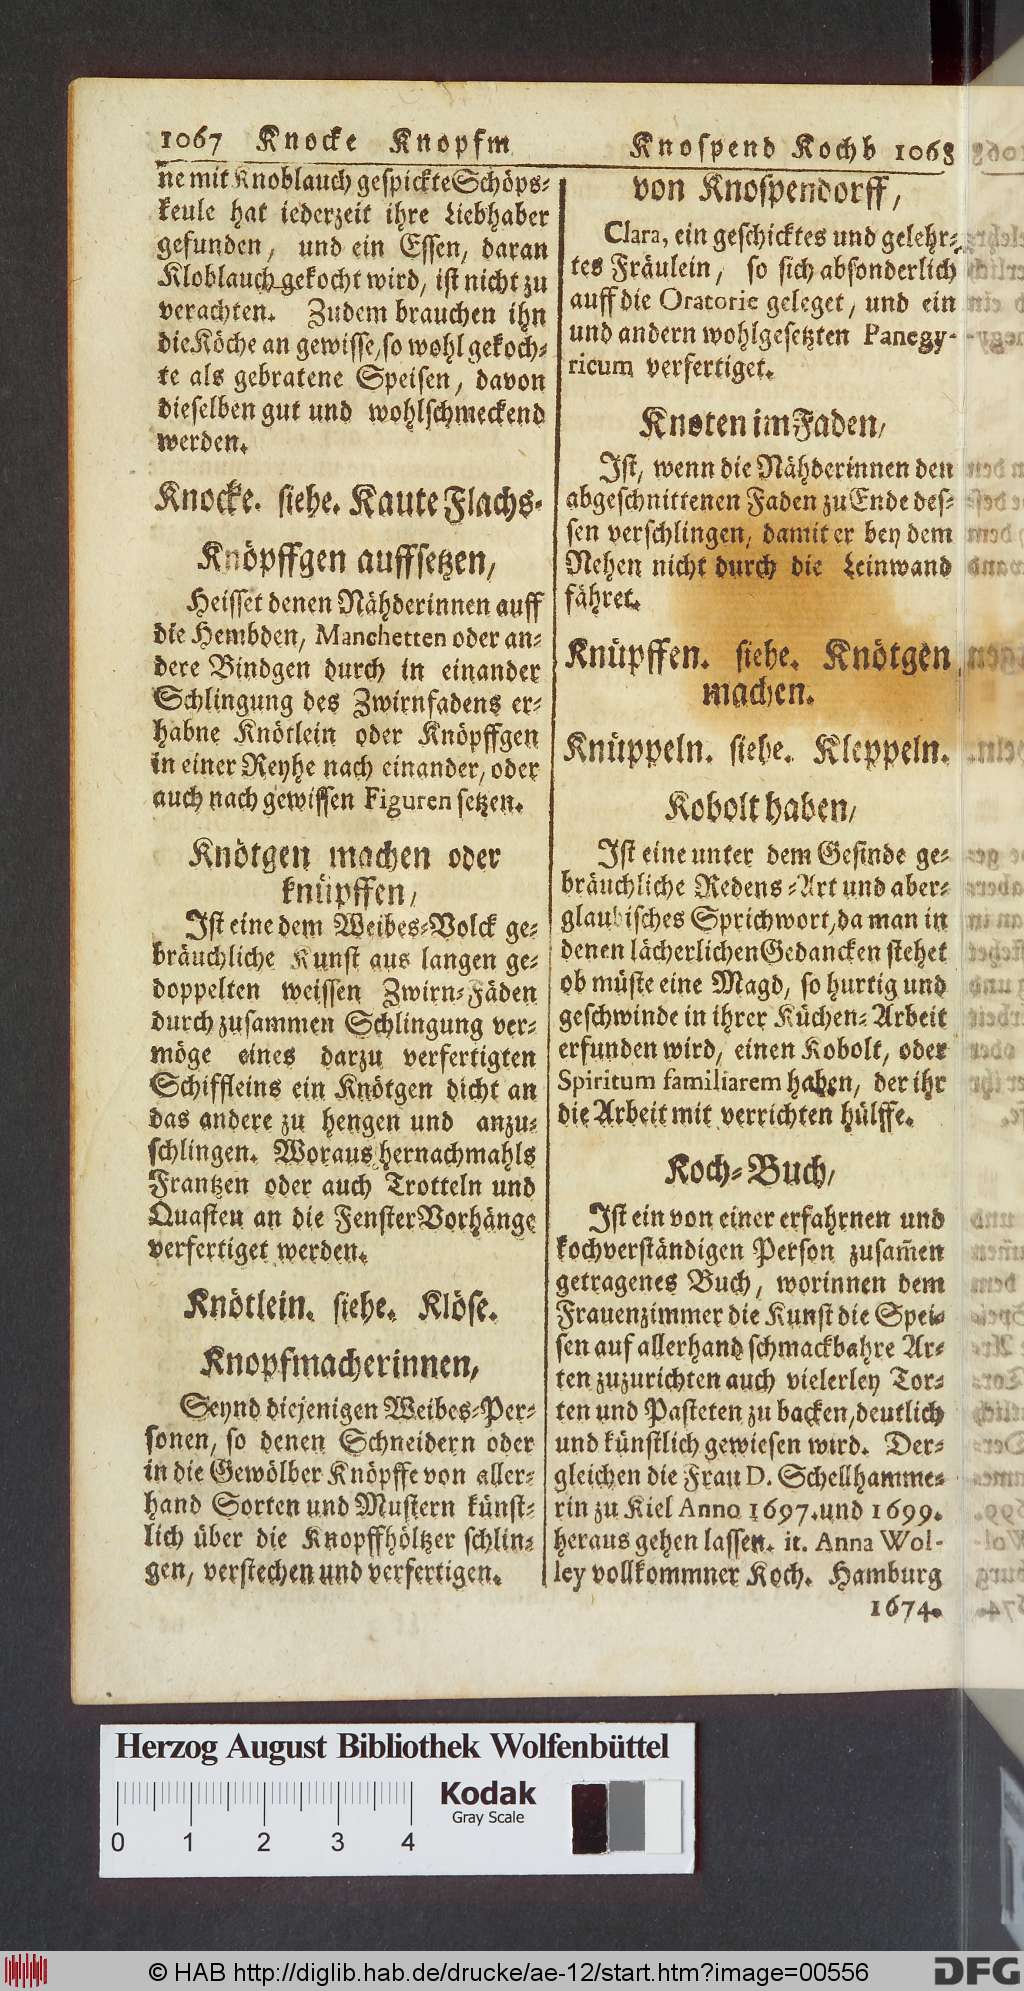 1067 Knocke Knopfm
ne mit Knoblauch gespickte Schöps-
keule hat iederzeit ihre Liebhaber
gefunden, und ein Essen, daran
Kloblauch gekocht wird, ist nicht zu
verachten. Zudem brauchen ihn
die Köche an gewisse, so wohl gekoch-
te als gebratene Speisen, davon
dieselben gut und wohlschmeckend
werden.
Knocke. siehe. Kaute Flachs.
Knöpffgen auffsetzen,
Heisset denen Nähderinnen auff
die Hembden, Manchetten oder an-
dere Bindgen durch in einander
Schlingung des Zwirnfadens er-
habne Knötlein oder Knöpffgen
in einer Reyhe nach einander, oder
auch nach gewissen Figuren setzen.
Knötgen machen oder
knüpffen,
Ist eine dem Weibes-Volck ge-
bräuchliche Kunst aus langen ge-
doppelten weissen Zwirn-Fäden
durch zusammen Schlingung ver-
möge eines darzu verfertigten
Schiffleins ein Knötgen dicht an
das andere zu hengen und anzu-
schlingen. Woraus hernachmahls
Frantzen oder auch Trotteln und
Quasten an die Fenster Vorhänge
verfertiget werden.
Knötlein. siehe. Klöse.
Knopfmacherinnen,
Seynd diejenigen Weibes-Per-
sonen, so denen Schneidern oder
in die Gewölber Knöpffe von aller-
hand Sorten und Mustern künst-
lich über die Knopffhöltzer schlin-
gen, verstechen und verfertigen.
Knospend Kochb 1068
von Knospendorff,
Clara, ein geschicktes und gelehr-
tes Fräulein, so sich absonderlich
auff die Oratorie geleget, und ein
und andern wohlgesetzten Panegy-
ricum verfertiget.
Knoten im Faden,
Ist, wenn die Nähderinnen den
abgeschnittenen Faden zu Ende des-
sen verschlingen, damit er bey dem
Nehen nicht durch die Leinwand
fähret.
Knüpffen. siehe. Knötgen
machen.
Knüppeln. siehe. Kleppeln.
Kobolt haben,
Ist eine unter dem Gesinde ge-
bräuchliche Redens-Art und aber-
glaubisches Sprichwort, da man in
denen lächerlichen Gedancken stehet
ob müste eine Magd, so hurtig und
geschwinde in ihrer Küchen-Arbeit
erfunden wird, einen Kobolt, oder
Spiritum familiarem haben, der ihr
die Arbeit mit verrichten hülffe.
Koch-Buch,
Ist ein von einer erfahrnen und
kochverständigen Person zusam̃en
getragenes Buch, worinnen dem
Frauenzimmer die Kunst die Spei-
sen auf allerhand schmackbahre Ar-
ten zuzurichten auch vielerley Tor-
ten und Pasteten zu backen, deutlich
und künstlich gewiesen wird. Der-
gleichen die Frau D. Schellhamme-
rin zu Kiel Anno 1697. und 1699.
heraus gehen lassen. it. Anna Wol-
ley vollkommner Koch. Hamburg
1674.
Herzog August Bibliothek Wolfenbüttel
Kodak
Gray Scale
0 1 2 3 4
© HAB http://diglib.hab.de/drucke/ae-12/start.htm?image=00556
DFG